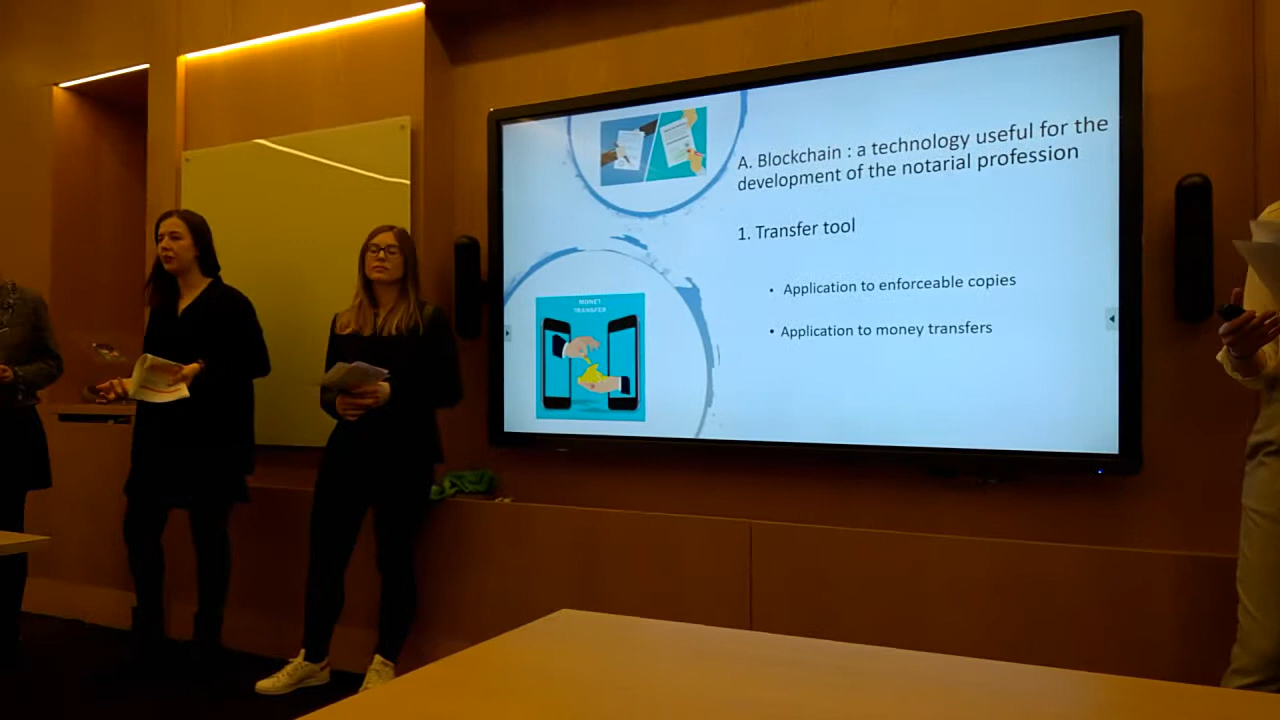 A. Blockchain : a technology useful for the
development of the notarial profession
1. Transfer tool
• Application to enforceable copies
• Application to money transfers
MONEY
TRANSFER